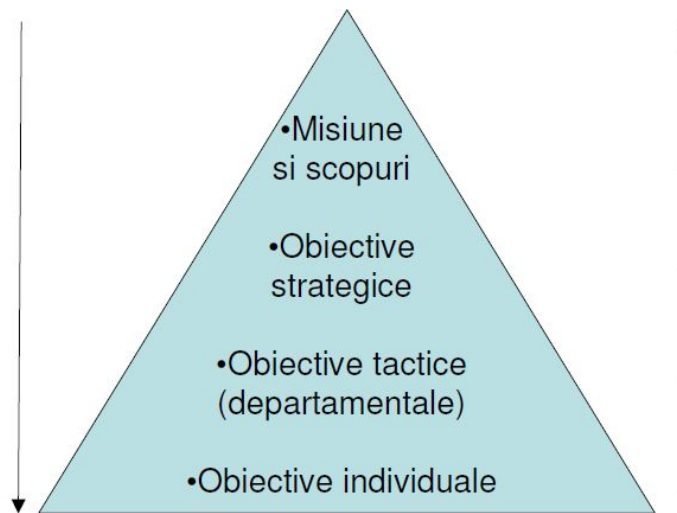 •Misiune
si scopuri
•Obiective
strategice
•Obiective tactice
(departamentale)
•Obiective individuale